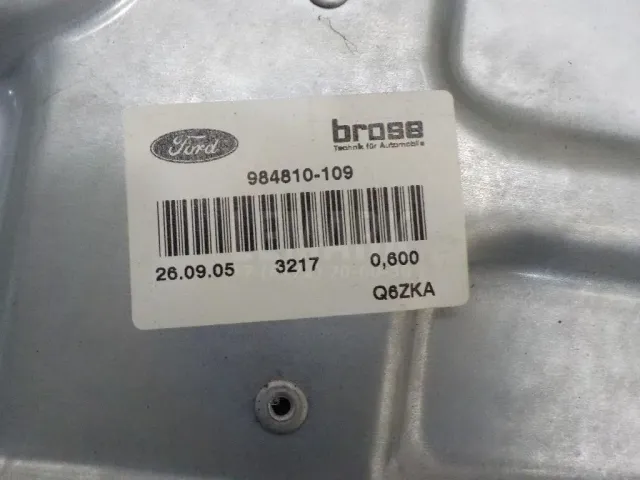 Ford
brose
Technik für Automobile
984810-109
26.09.05 3217 0,600
Q6ZKA